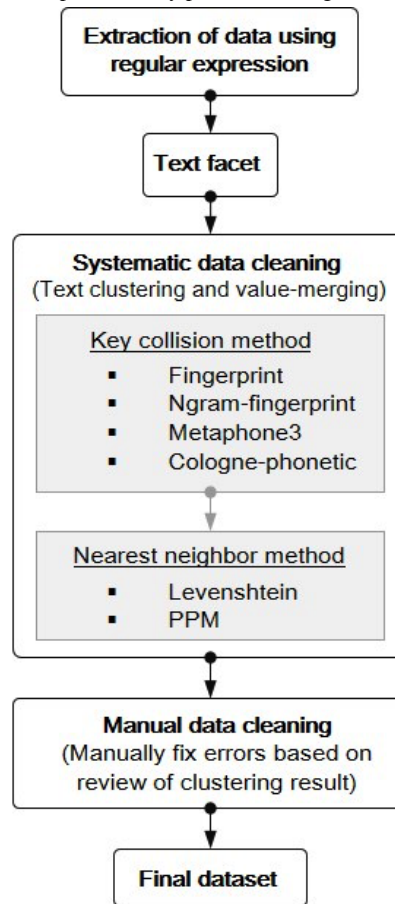 Extraction of data using
regular expression
Text facet
Systematic data cleaning
(Text clustering and value-merging)
Key collision method
▪ Fingerprint
▪ Ngram-fingerprint
▪ Metaphone3
▪ Cologne-phonetic
Nearest neighbor method
▪ Levenshtein
▪ PPM
Manual data cleaning
(Manually fix errors based on
review of clustering result)
Final dataset